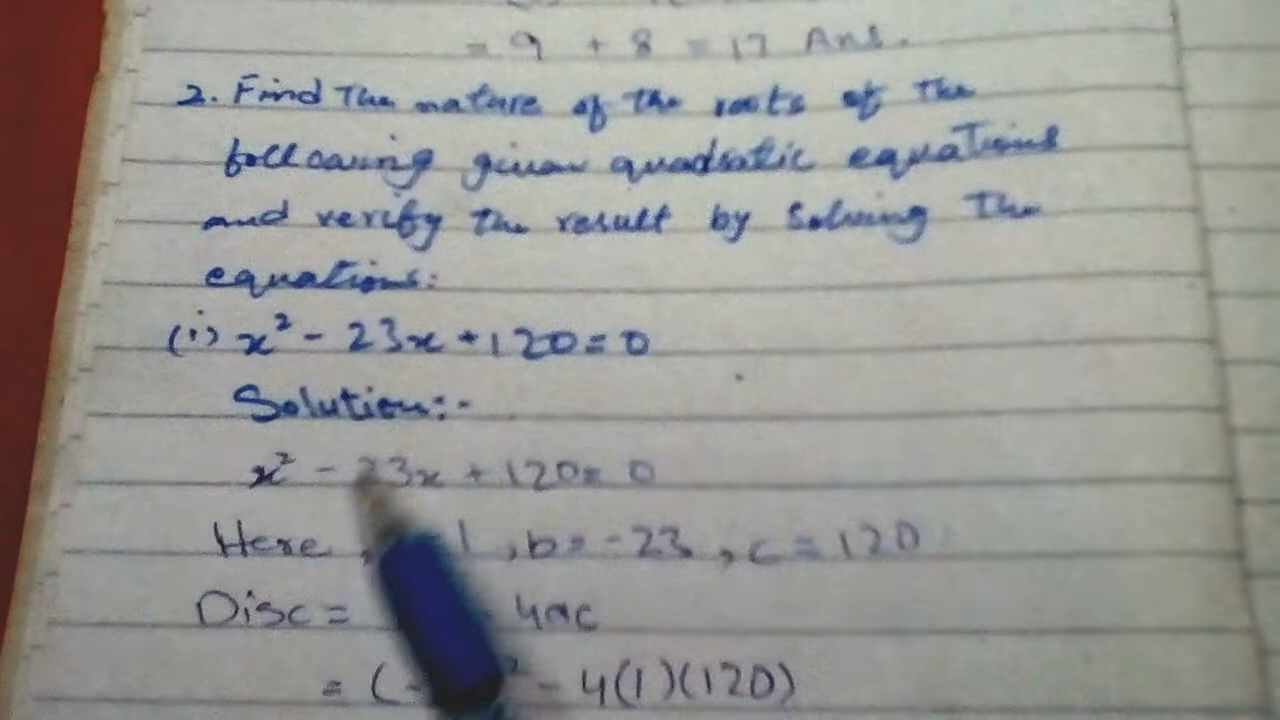 = 9 + 8 = 17 Ans.
2. Find The nature of the roots of the
following given quadratic equations
and verify the result by Solving the
equations:
(i) x² - 23x + 120 = 0
Solution:-
x² - 23x + 120 = 0
Here , 1 , b = -23 , c = 120
Disc = - 4ac
= (- ² - 4(1)(120)